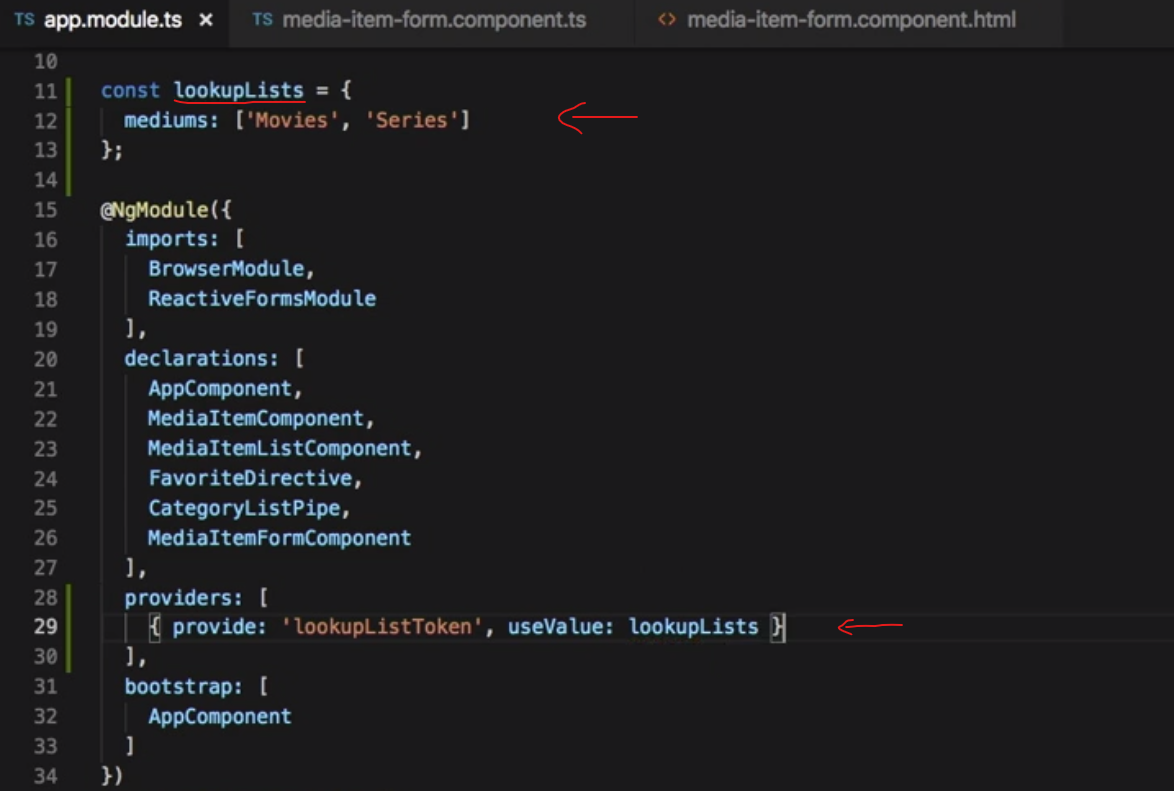 TS app.module.ts × TS media-item-form.component.ts <> media-item-form.component.html
10
11 const lookupLists = {
12 mediums: ['Movies', 'Series']
13 };
14
15 @NgModule({
16 imports: [
17 BrowserModule,
18 ReactiveFormsModule
19 ],
20 declarations: [
21 AppComponent,
22 MediaItemComponent,
23 MediaItemListComponent,
24 FavoriteDirective,
25 CategoryListPipe,
26 MediaItemFormComponent
27 ],
28 providers: [
29 { provide: 'lookupListToken', useValue: lookupLists }
30 ],
31 bootstrap: [
32 AppComponent
33 ]
34 })